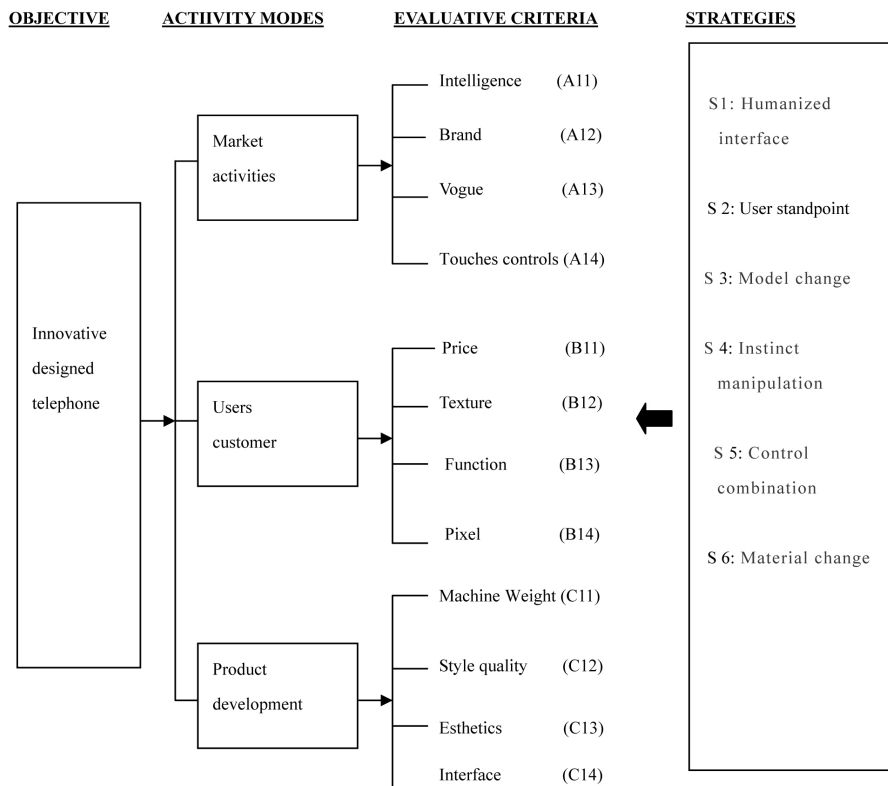 OBJECTIVE
ACTIIVITY MODES
EVALUATIVE CRITERIA
STRATEGIES
Innovative
designed
telephone
Market
activities
Users
customer
Product
development
Intelligence (A11)
Brand (A12)
Vogue (A13)
Touches controls (A14)
Price (B11)
Texture (B12)
Function (B13)
Pixel (B14)
Machine Weight (C11)
Style quality (C12)
Esthetics (C13)
Interface (C14)
S1: Humanized
interface
S 2: User standpoint
S 3: Model change
S 4: Instinct
manipulation
S 5: Control
combination
S 6: Material change